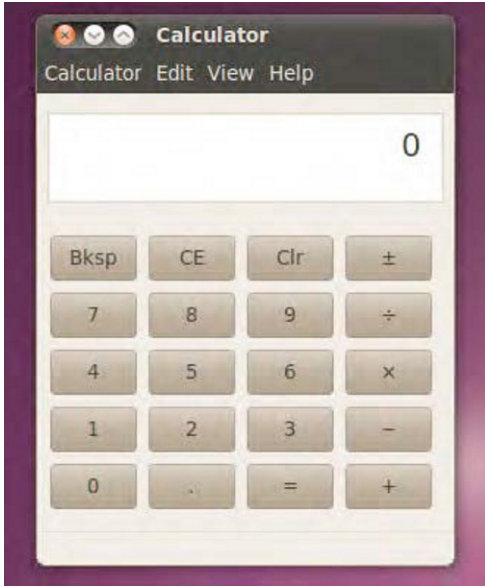 Calculator
Calculator Edit View Help
0
Bksp CE Clr ±
7 8 9 ÷
4 5 6 ×
1 2 3 −
0 . = +